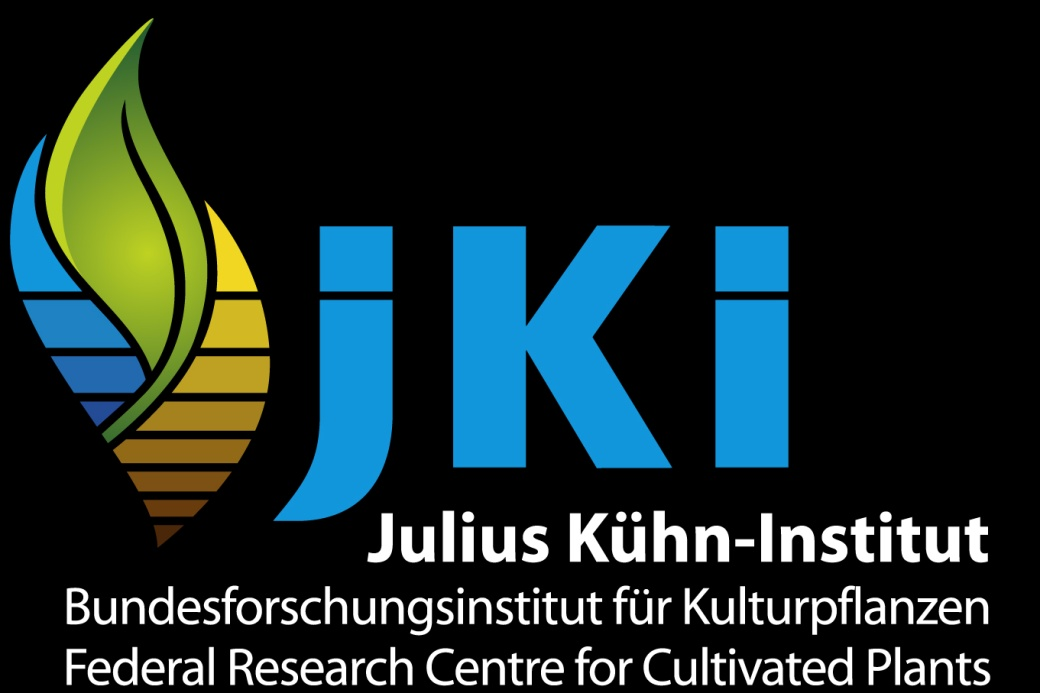 jKi
Julius Kühn-Institut
Bundesforschungsinstitut für Kulturpflanzen
Federal Research Centre for Cultivated Plants